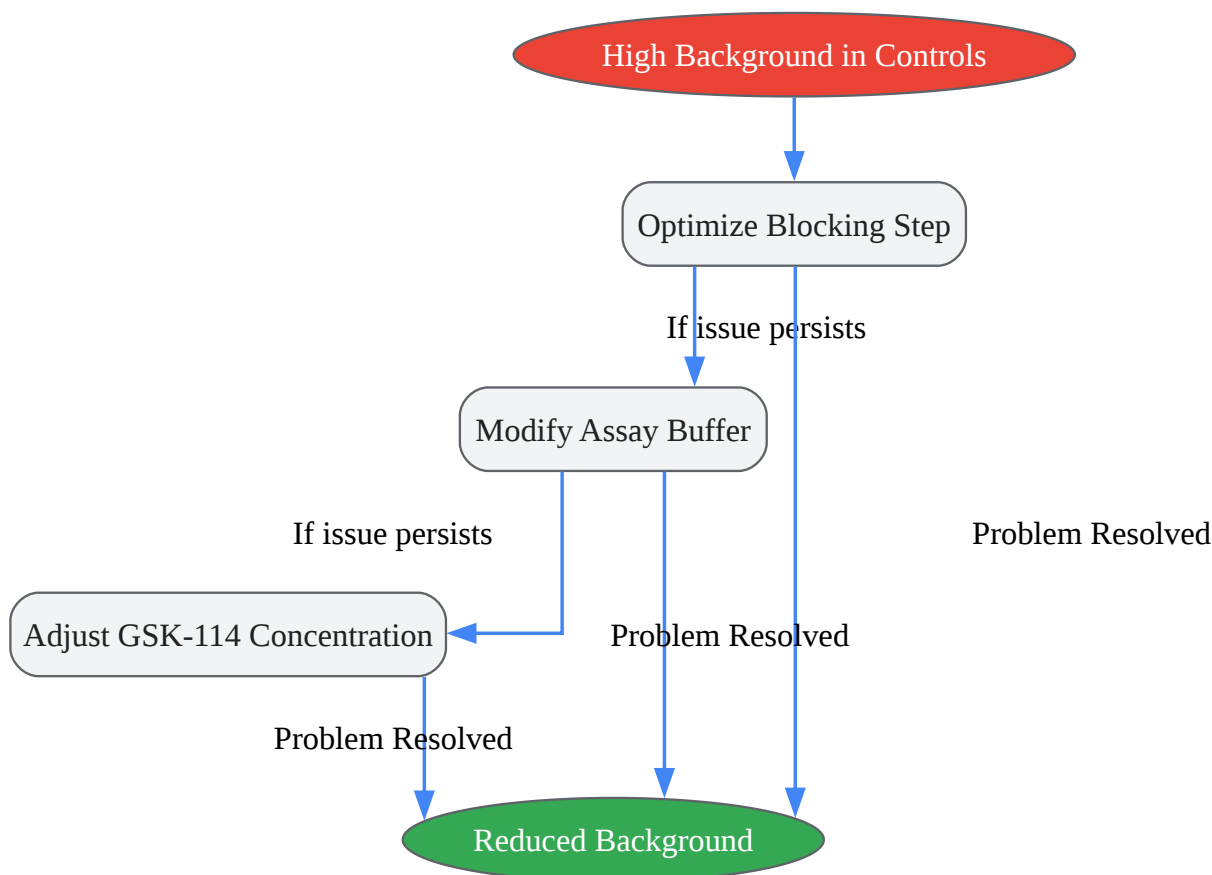 High Background in Controls
Optimize Blocking Step
If issue persists
Modify Assay Buffer
If issue persists
Problem Resolved
Adjust GSK-114 Concentration
Problem Resolved
Problem Resolved
Reduced Background